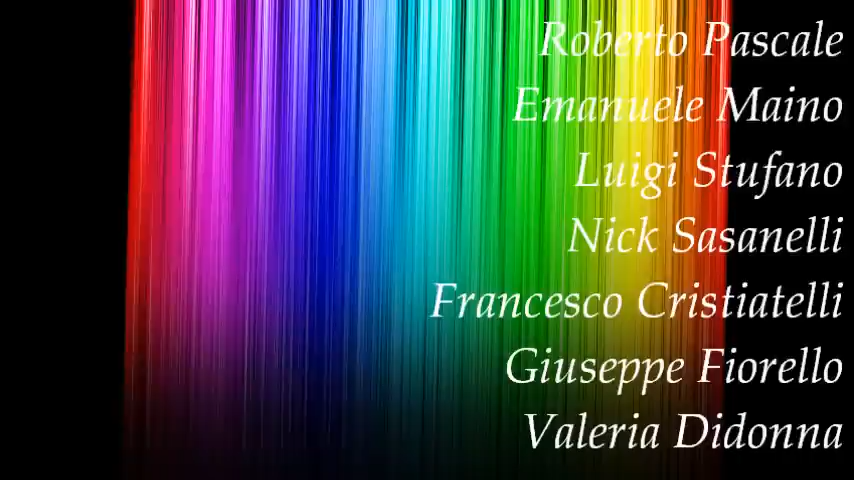 Roberto Pascale
Emanuele Maino
Luigi Stufano
Nick Sasanelli
Francesco Cristiatelli
Giuseppe Fiorello
Valeria Didonna